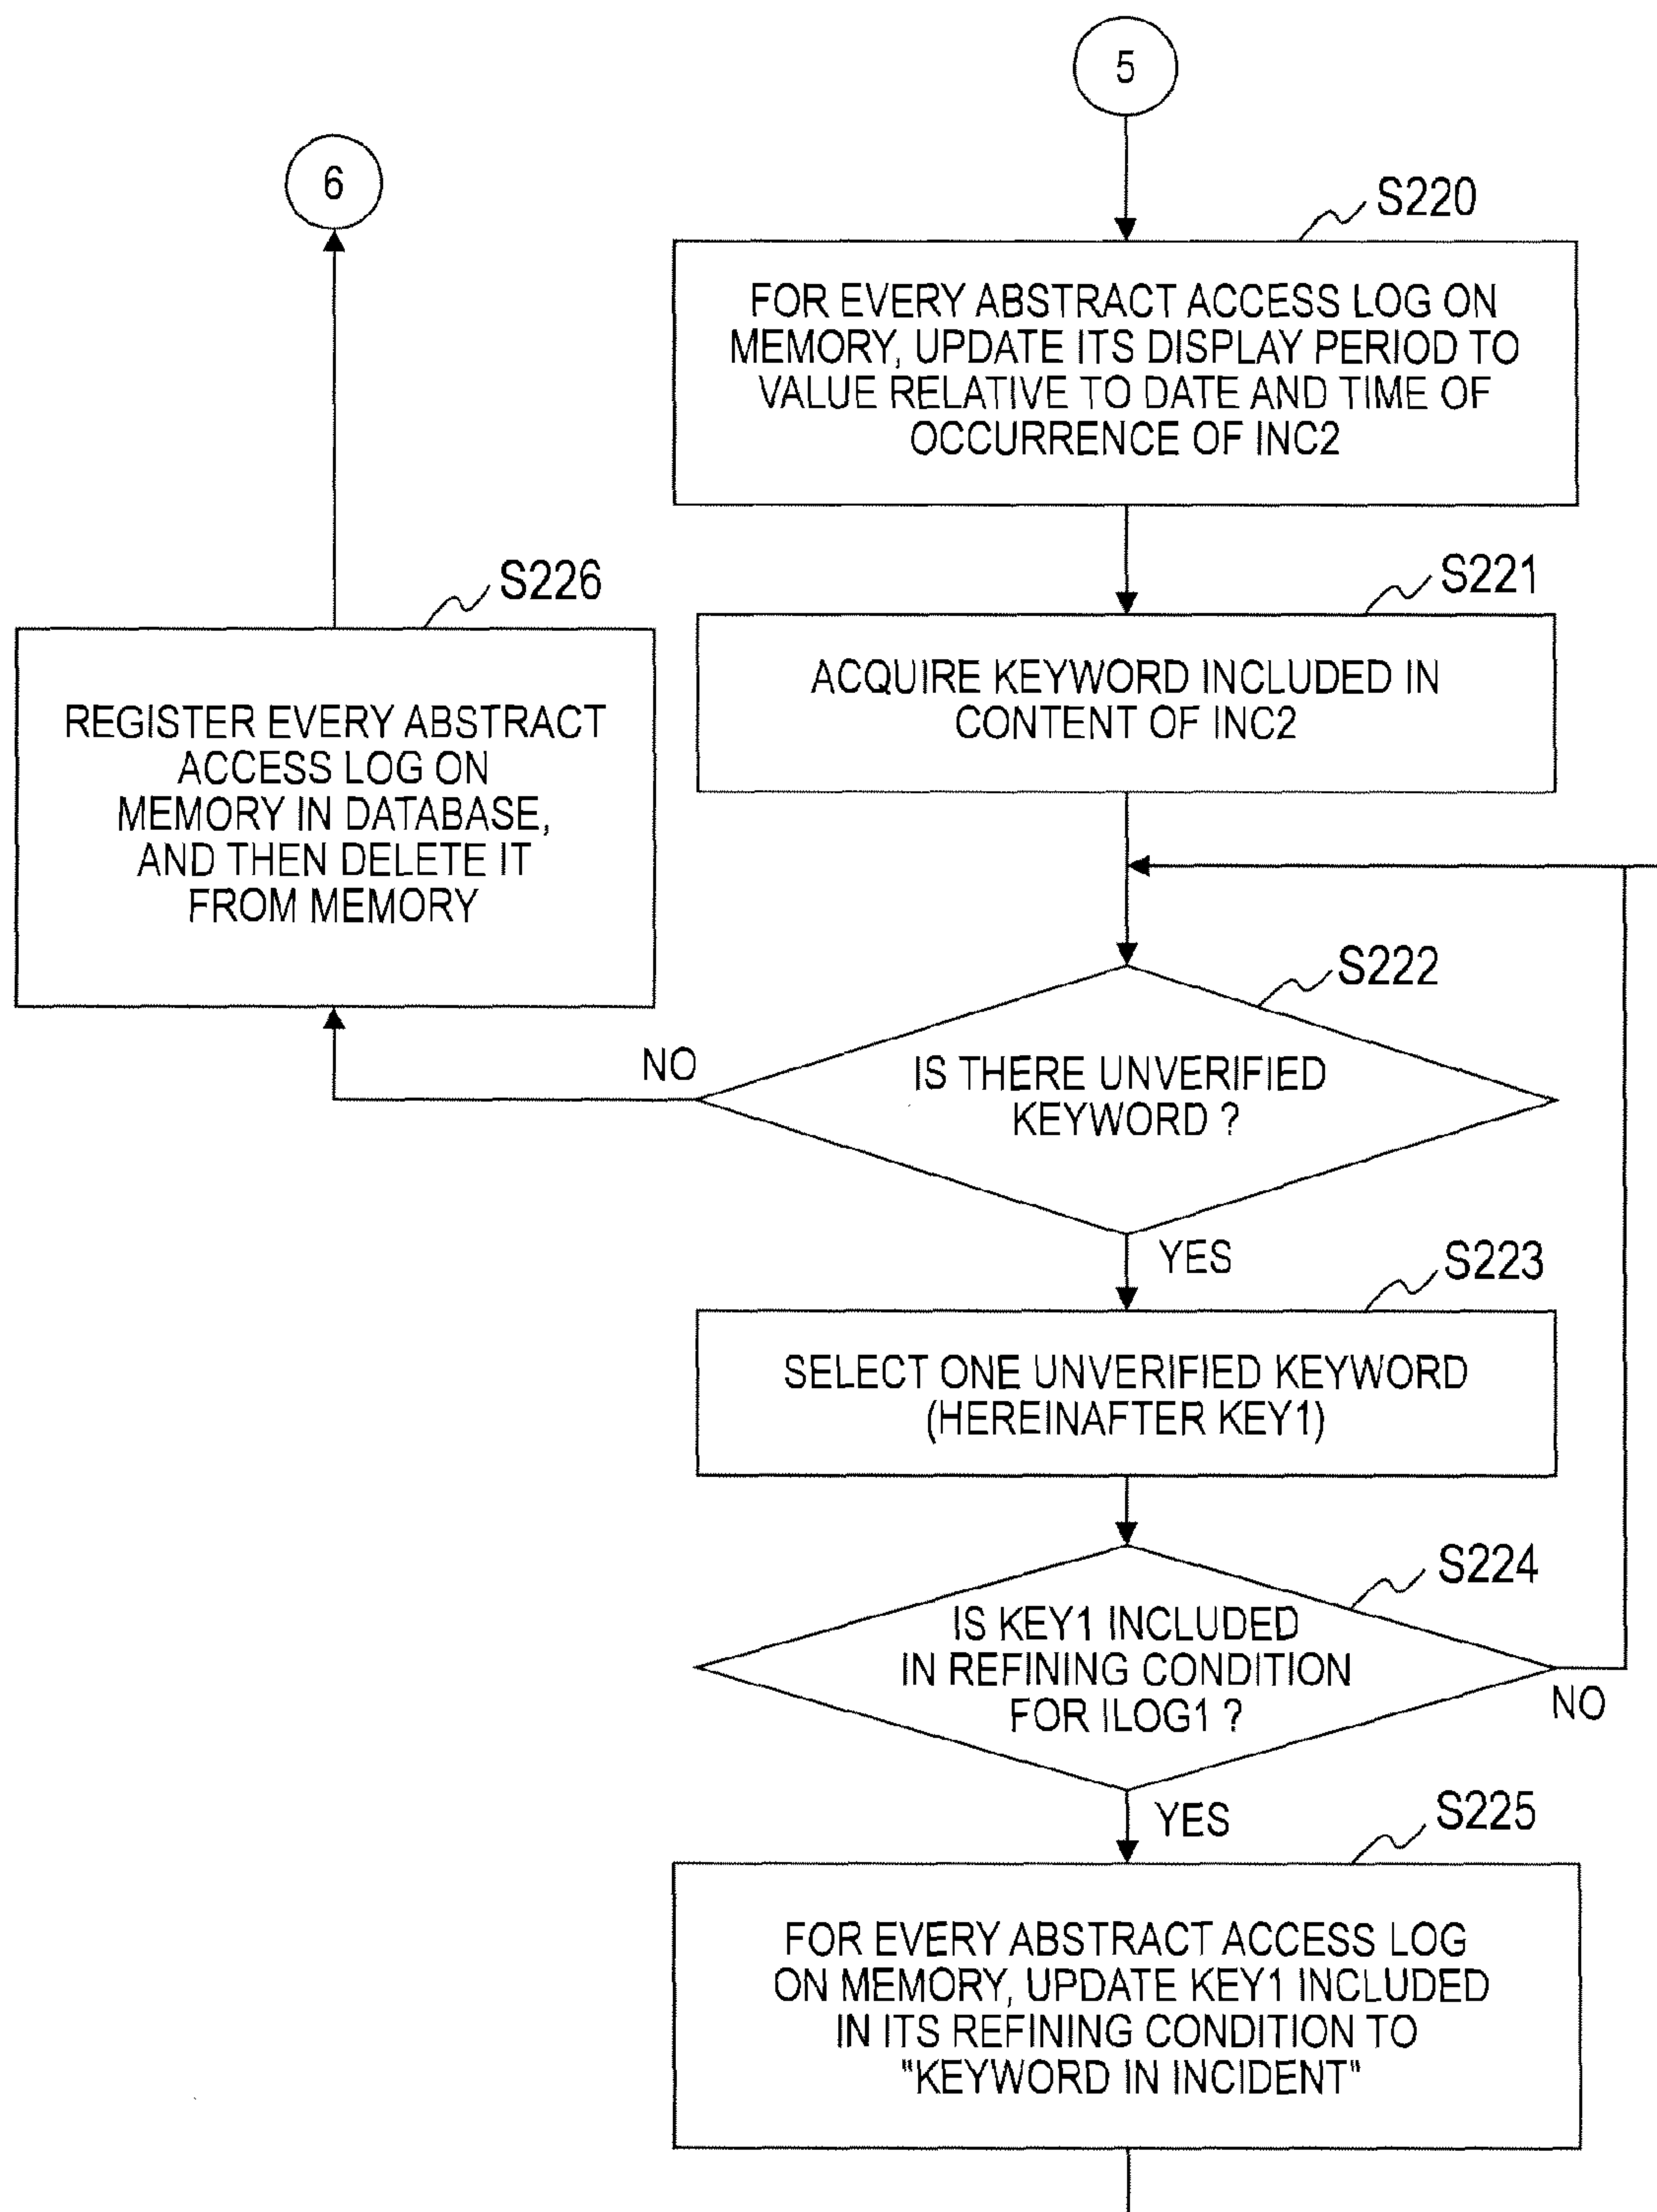 5
6
S220
FOR EVERY ABSTRACT ACCESS LOG ON
MEMORY, UPDATE ITS DISPLAY PERIOD TO
VALUE RELATIVE TO DATE AND TIME OF
OCCURRENCE OF INC2
S226
REGISTER EVERY ABSTRACT
ACCESS LOG ON
MEMORY IN DATABASE,
AND THEN DELETE IT
FROM MEMORY
S221
ACQUIRE KEYWORD INCLUDED IN
CONTENT OF INC2
S222
NO
IS THERE UNVERIFIED
KEYWORD ?
YES
S223
SELECT ONE UNVERIFIED KEYWORD
(HEREINAFTER KEY1)
S224
IS KEY1 INCLUDED
IN REFINING CONDITION
FOR ILOG1 ?
NO
YES
S225
FOR EVERY ABSTRACT ACCESS LOG
ON MEMORY, UPDATE KEY1 INCLUDED
IN ITS REFINING CONDITION TO
"KEYWORD IN INCIDENT"